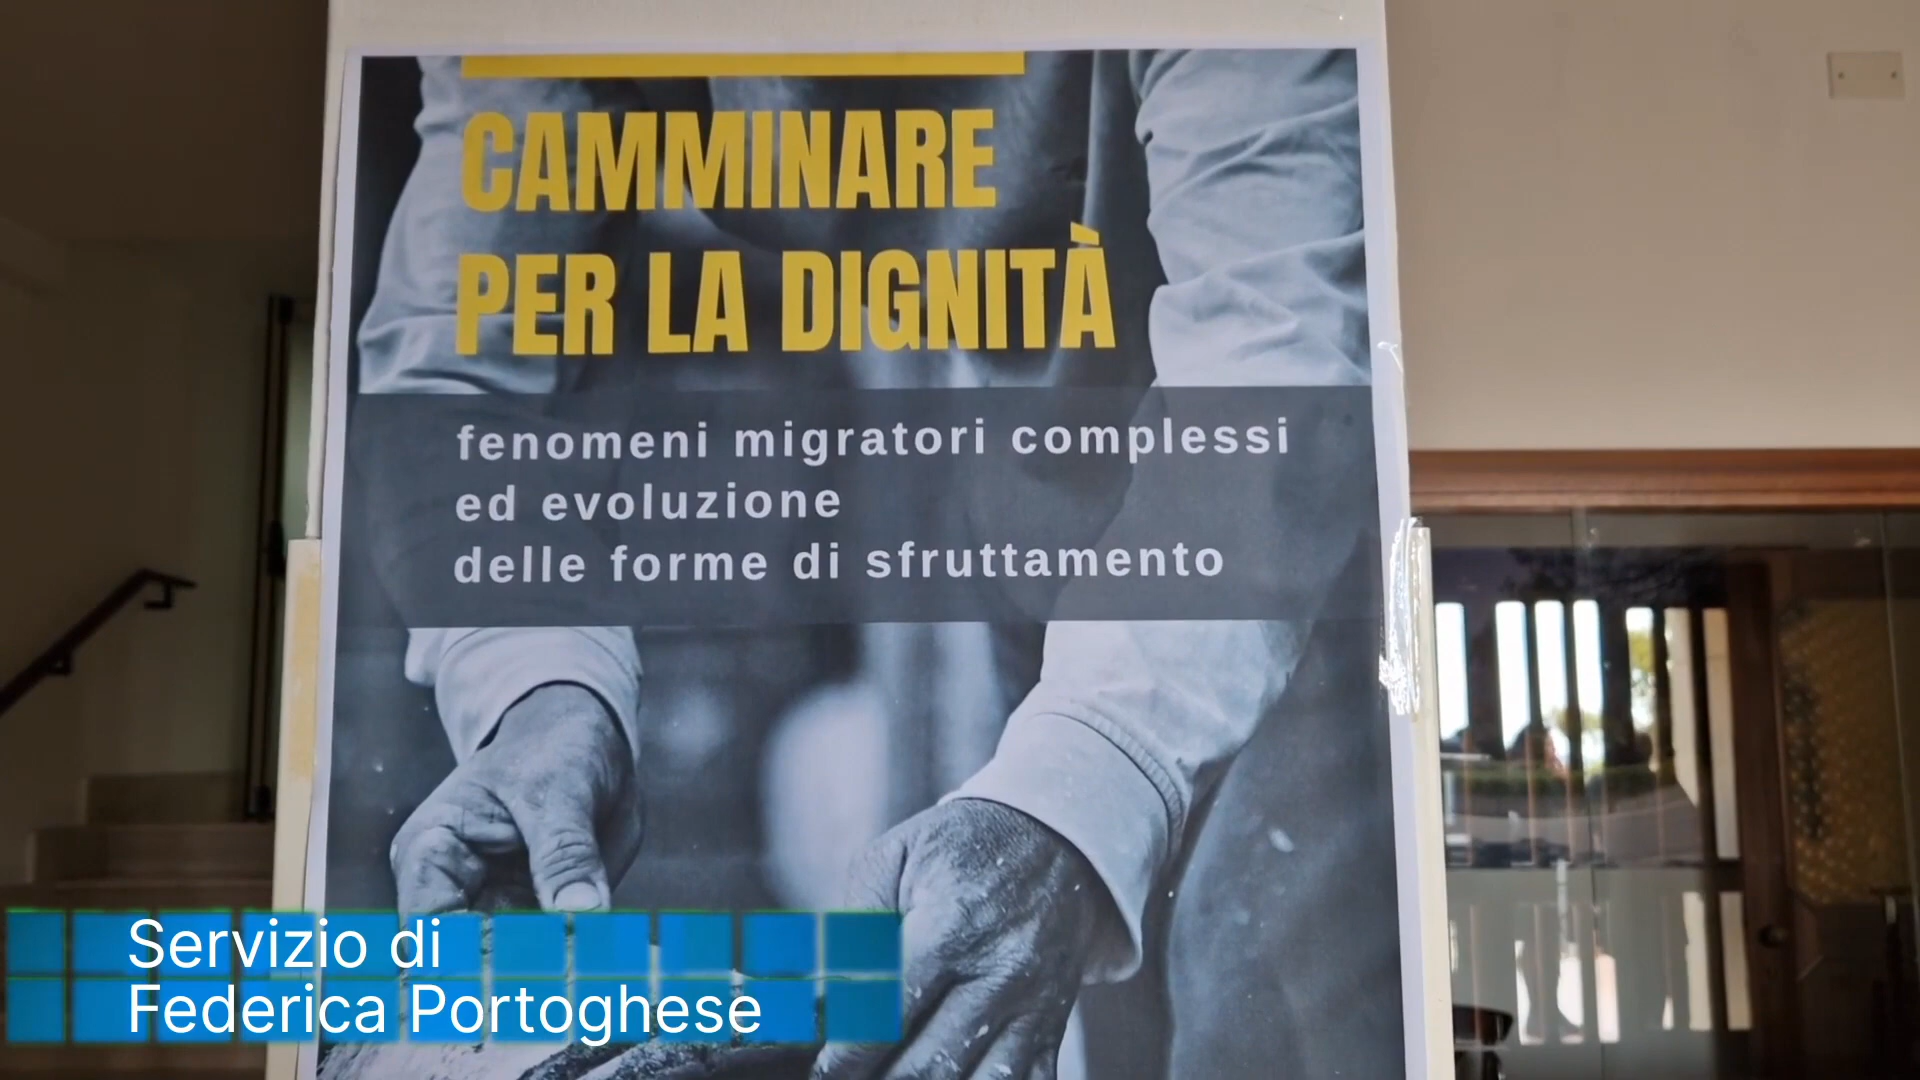 CAMMINARE
PER LA DIGNITÀ
fenomeni migratori complessi
ed evoluzione
delle forme di sfruttamento
Servizio di
Federica Portoghese